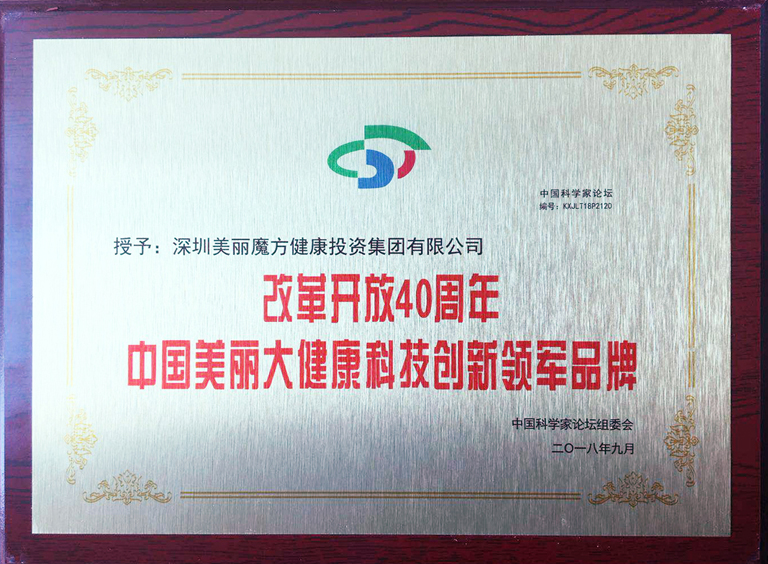 中国科学家论坛
编号：KXJLT18P2120
授予：深圳美丽魔方健康投资集团有限公司
改革开放40周年
中国美丽大健康科技创新领军品牌
中国科学家论坛组委会
二〇一八年九月